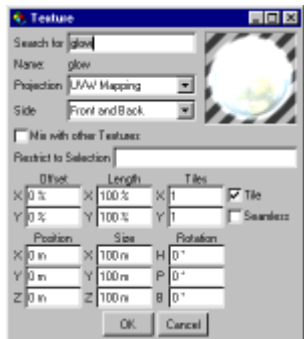 Texture
Search for glow
Name: glow
Projection UVW Mapping
Side Front and Back
Mix with other Textures
Restrict to Selection
Offset Length Tiles
X 0 % X 100 % X 1 Tile
Y 0 % Y 100 % Y 1 Seamless
Position Size Rotation
X 0 m X 100 m H 0 °
Y 0 m Y 100 m P 0 °
Z 0 m Z 100 m B 0 °
OK Cancel